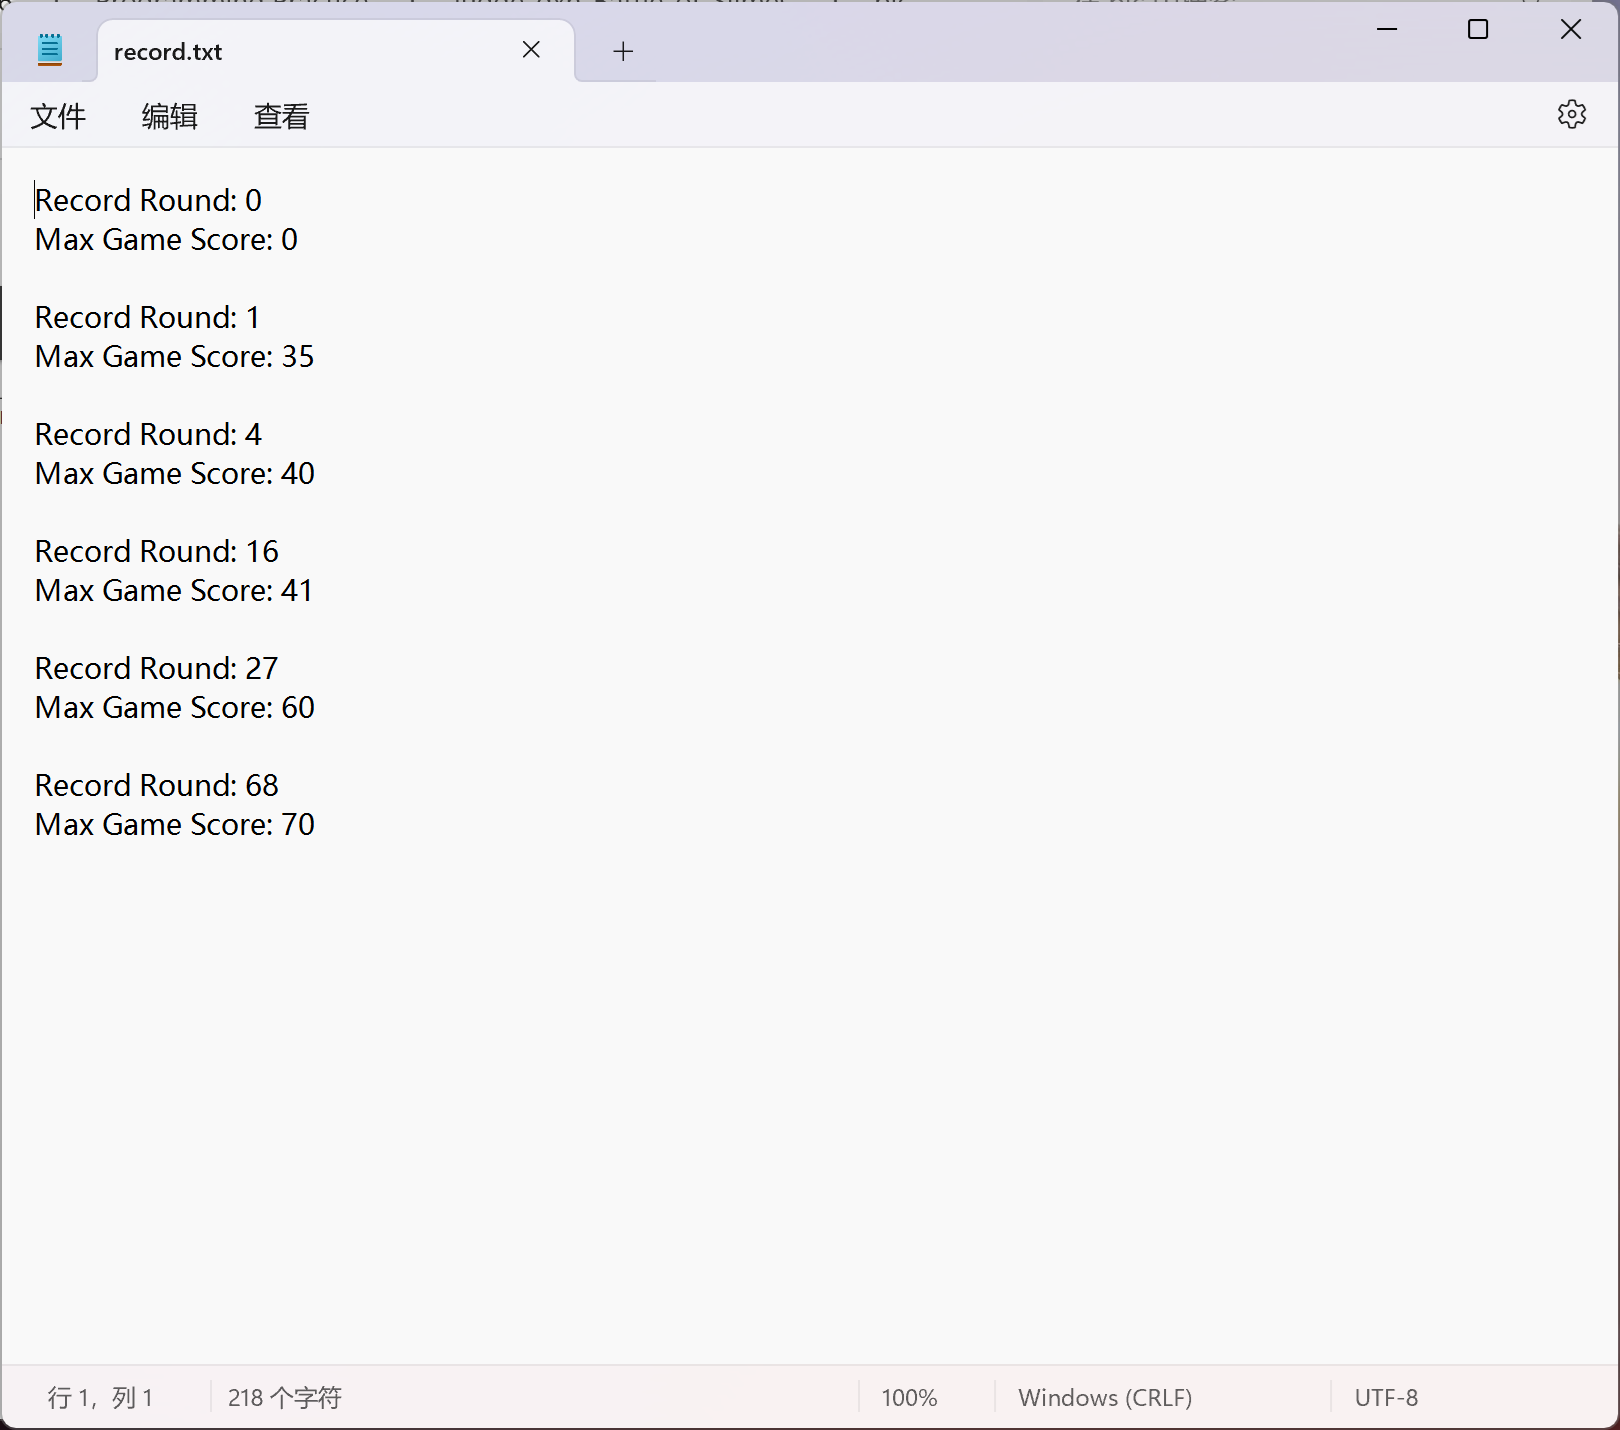 record.txt
文件 编辑 查看
Record Round: 0
Max Game Score: 0
Record Round: 1
Max Game Score: 35
Record Round: 4
Max Game Score: 40
Record Round: 16
Max Game Score: 41
Record Round: 27
Max Game Score: 60
Record Round: 68
Max Game Score: 70
行 1, 列 1 218 个字符 100% Windows (CRLF) UTF-8